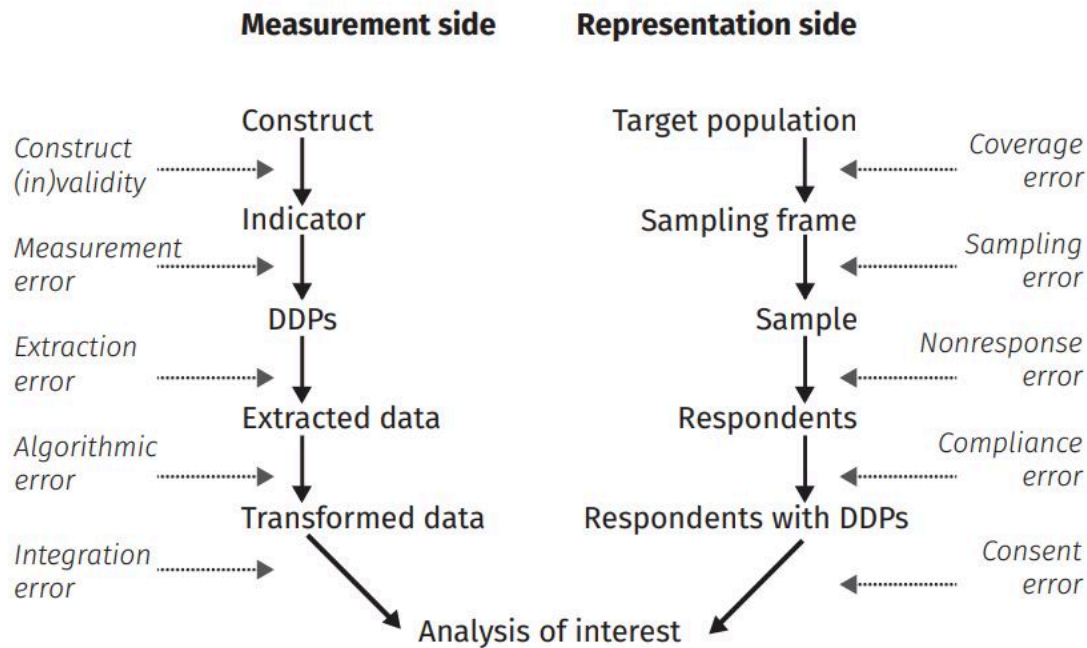 Measurement side
Representation side
Construct
Target population
Construct
(in)validity
Coverage
error
Indicator
Sampling frame
Measurement
error
Sampling
error
DDPs
Sample
Extraction
error
Nonresponse
error
Extracted data
Respondents
Algorithmic
error
Compliance
error
Transformed data
Respondents with DDPs
Integration
error
Consent
error
Analysis of interest